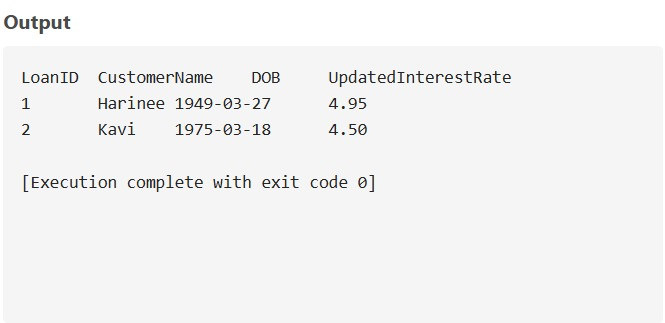 Output
LoanID  CustomerName    DOB     UpdatedInterestRate
1       Harinee 1949-03-27      4.95
2       Kavi    1975-03-18      4.50
[Execution complete with exit code 0]